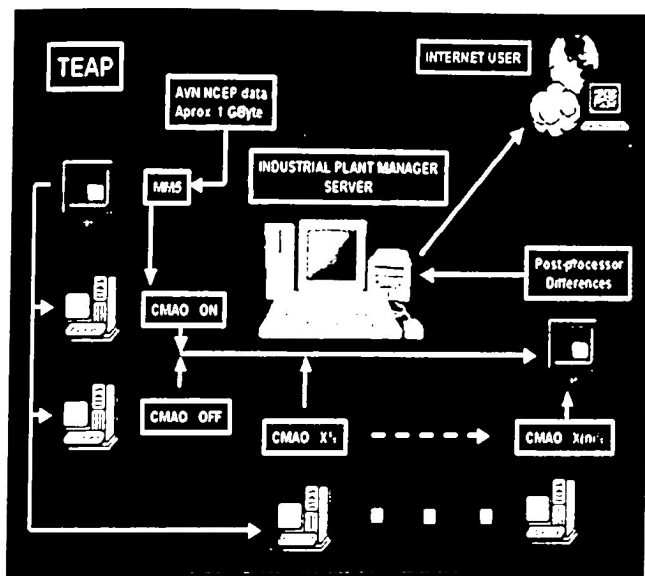 TEAP
AVN NCEP data
Aprox 1 GByte
INTERNET USER
INDUSTRIAL PLANT MANAGER
SERVER
MM5
Post-processor
Differences
CMAO ON
CMAO OFF
CMAO
CMAO